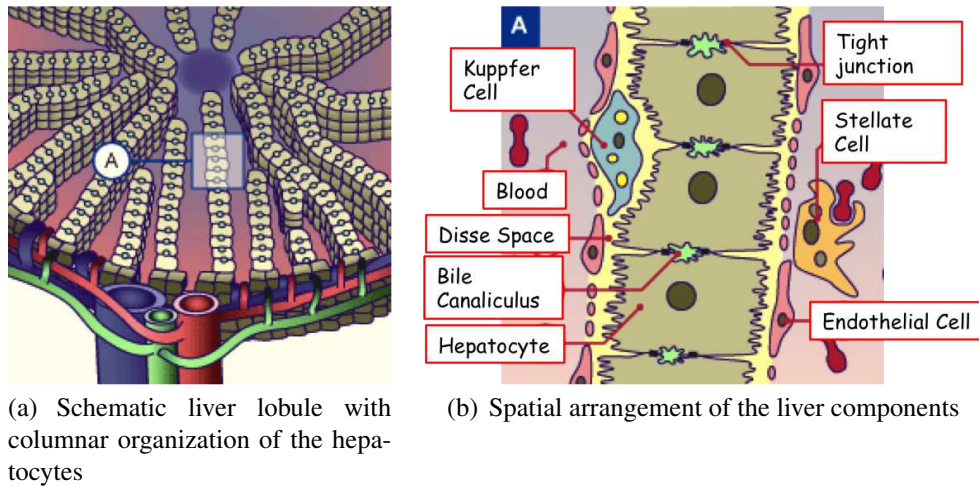 A
A
Kuppfer
Cell
Blood
Disse Space
Bile
Canaliculus
Hepatocyte
Tight
junction
Stellate
Cell
Endothelial Cell
(a) Schematic liver lobule with
columnar organization of the hepa-
tocytes
(b) Spatial arrangement of the liver components